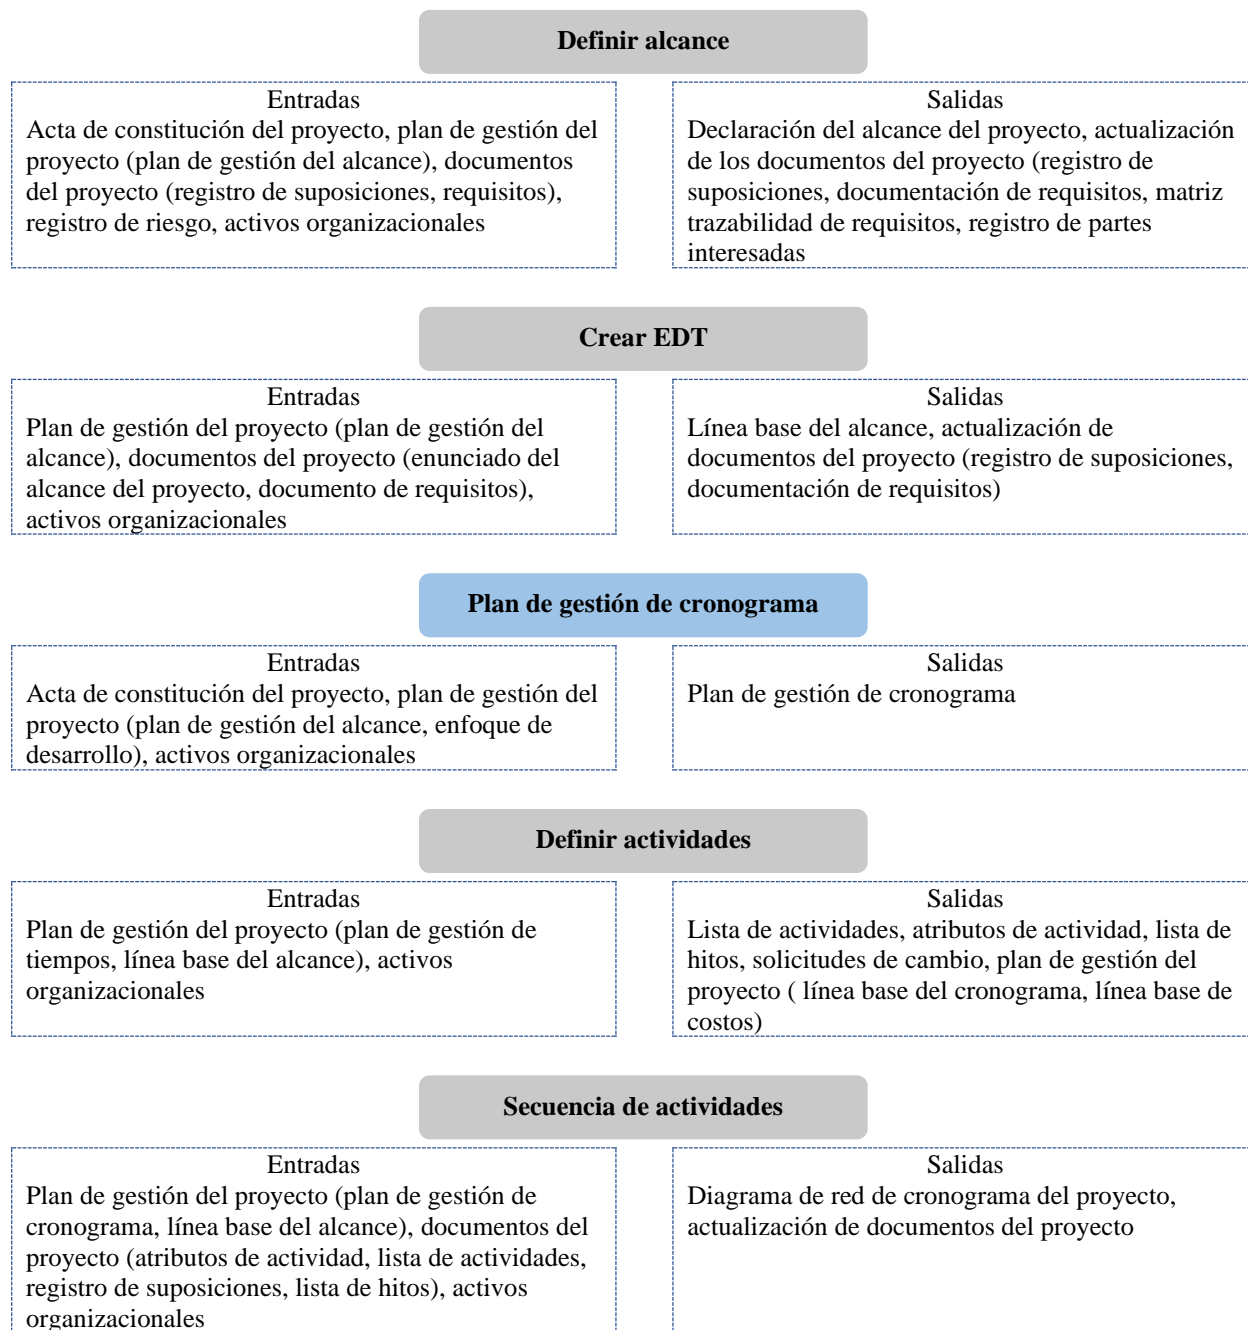 Definir alcance
Entradas
Acta de constitución del proyecto, plan de gestión del
proyecto (plan de gestión del alcance), documentos
del proyecto (registro de suposiciones, requisitos),
registro de riesgo, activos organizacionales
Salidas
Declaración del alcance del proyecto, actualización
de los documentos del proyecto (registro de
suposiciones, documentación de requisitos, matriz
trazabilidad de requisitos, registro de partes
interesadas
Crear EDT
Entradas
Plan de gestión del proyecto (plan de gestión del
alcance), documentos del proyecto (enunciado del
alcance del proyecto, documento de requisitos),
activos organizacionales
Salidas
Línea base del alcance, actualización de
documentos del proyecto (registro de suposiciones,
documentación de requisitos)
Plan de gestión de cronograma
Entradas
Acta de constitución del proyecto, plan de gestión del
proyecto (plan de gestión del alcance, enfoque de
desarrollo), activos organizacionales
Salidas
Plan de gestión de cronograma
Definir actividades
Entradas
Plan de gestión del proyecto (plan de gestión de
tiempos, línea base del alcance), activos
organizacionales
Salidas
Lista de actividades, atributos de actividad, lista de
hitos, solicitudes de cambio, plan de gestión del
proyecto ( línea base del cronograma, línea base de
costos)
Secuencia de actividades
Entradas
Plan de gestión del proyecto (plan de gestión de
cronograma, línea base del alcance), documentos del
proyecto (atributos de actividad, lista de actividades,
registro de suposiciones, lista de hitos), activos
organizacionales
Salidas
Diagrama de red de cronograma del proyecto,
actualización de documentos del proyecto